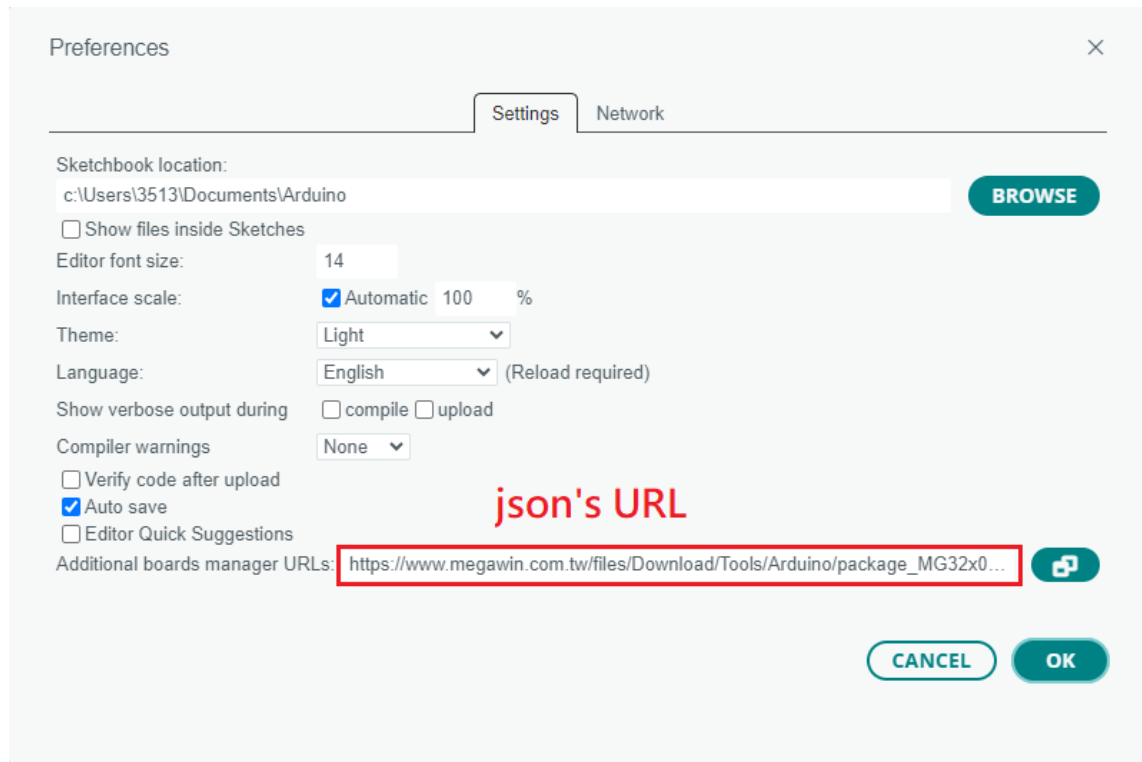 Preferences
Settings Network
Sketchbook location:
c:\Users\3513\Documents\Arduino
BROWSE
Show files inside Sketches
Editor font size: 14
Interface scale: Automatic 100 %
Theme: Light
Language: English (Reload required)
Show verbose output during compile upload
Compiler warnings None
Verify code after upload
json's URL
Auto save
Editor Quick Suggestions
Additional boards manager URLs: https://www.megawin.com.tw/files/Download/Tools/Arduino/package_MG32x0...
CANCEL OK